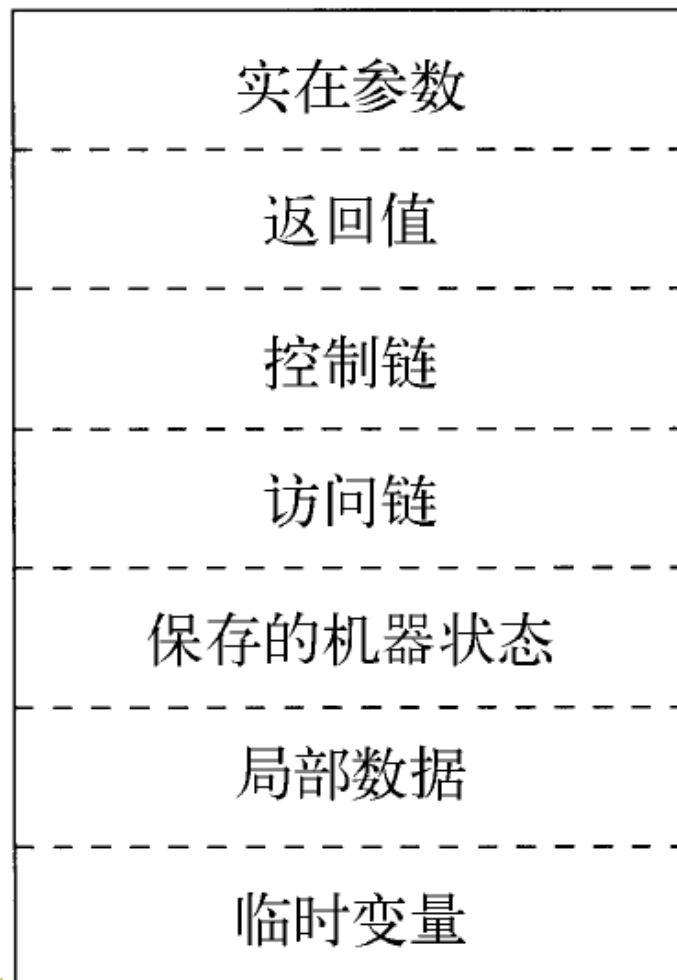 实在参数
返回值
控制链
访问链
保存的机器状态
局部数据
临时变量